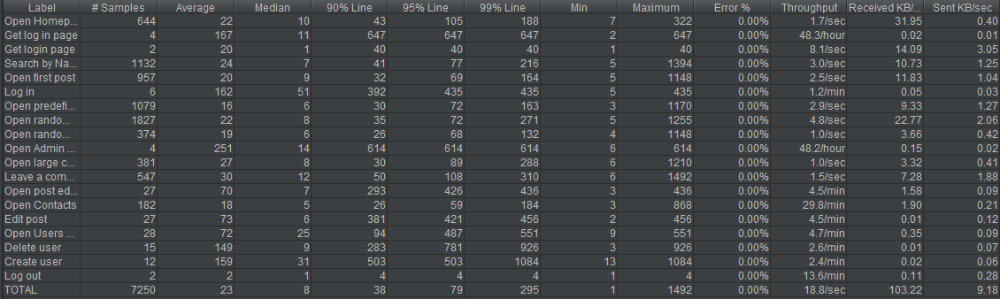 Label # Samples Average Median 90% Line 95% Line 99% Line Min Maximum Error % Throughput Received KB/... Sent KB/sec
Open Homep... 644 22 10 43 105 188 7 322 0.00% 1.7/sec 31.95 0.40
Get log in page 4 167 11 647 647 647 2 647 0.00% 48.3/hour 0.02 0.01
Get login page 2 20 1 40 40 40 1 40 0.00% 8.1/sec 14.09 3.05
Search by Na... 1132 24 7 41 77 216 5 1394 0.00% 3.0/sec 10.73 1.25
Open first post 957 20 9 32 69 164 5 1148 0.00% 2.5/sec 11.83 1.04
Log in 6 162 51 392 435 435 5 435 0.00% 1.2/min 0.05 0.03
Open predefi... 1079 16 6 30 72 163 3 1170 0.00% 2.9/sec 9.33 1.27
Open rando... 1827 22 8 35 72 271 5 1255 0.00% 4.8/sec 22.77 2.06
Open rando... 374 19 6 26 68 132 4 1148 0.00% 1.0/sec 3.66 0.42
Open Admin ... 4 251 14 614 614 614 6 614 0.00% 48.2/hour 0.15 0.02
Open large c... 381 27 8 30 89 288 6 1210 0.00% 1.0/sec 3.32 0.41
Leave a com... 547 30 12 50 108 310 6 1492 0.00% 1.5/sec 7.28 1.88
Open post ed... 27 70 7 293 426 436 3 436 0.00% 4.5/min 1.58 0.09
Open Contacts 182 18 5 26 59 184 3 868 0.00% 29.8/min 1.90 0.21
Edit post 27 73 6 381 421 456 2 456 0.00% 4.5/min 0.01 0.12
Open Users ... 28 72 25 94 487 551 9 551 0.00% 4.7/min 0.35 0.09
Delete user 15 149 9 283 781 926 3 926 0.00% 2.6/min 0.01 0.07
Create user 12 159 31 503 503 1084 13 1084 0.00% 2.4/min 0.02 0.06
Log out 2 2 1 4 4 4 1 4 0.00% 13.6/min 0.11 0.28
TOTAL 7250 23 8 38 79 295 1 1492 0.00% 18.8/sec 103.22 9.18